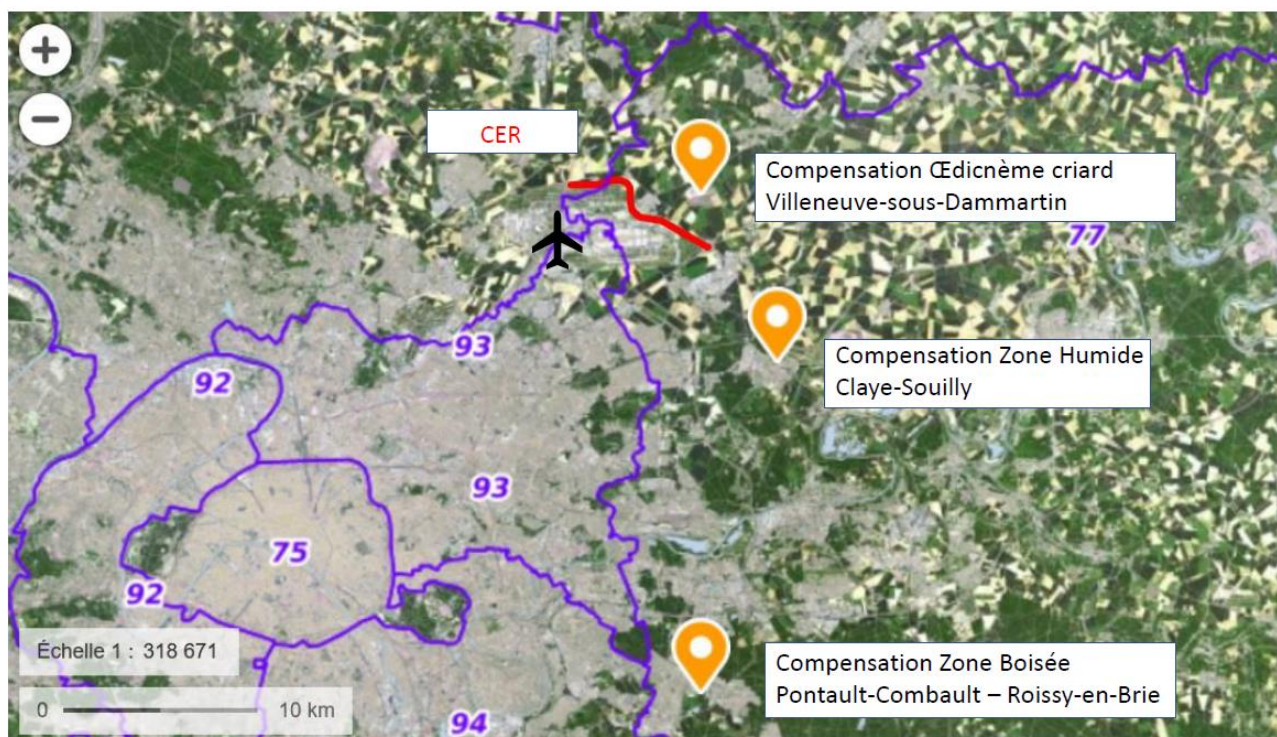 +
−
CER
Compensation Œdicnème criard
Villeneuve-sous-Dammartin
77
Compensation Zone Humide
Claye-Souilly
93
92
93
75
92
Échelle 1 : 318 671
0 10 km
Compensation Zone Boisée
Pontault-Combault – Roissy-en-Brie
94